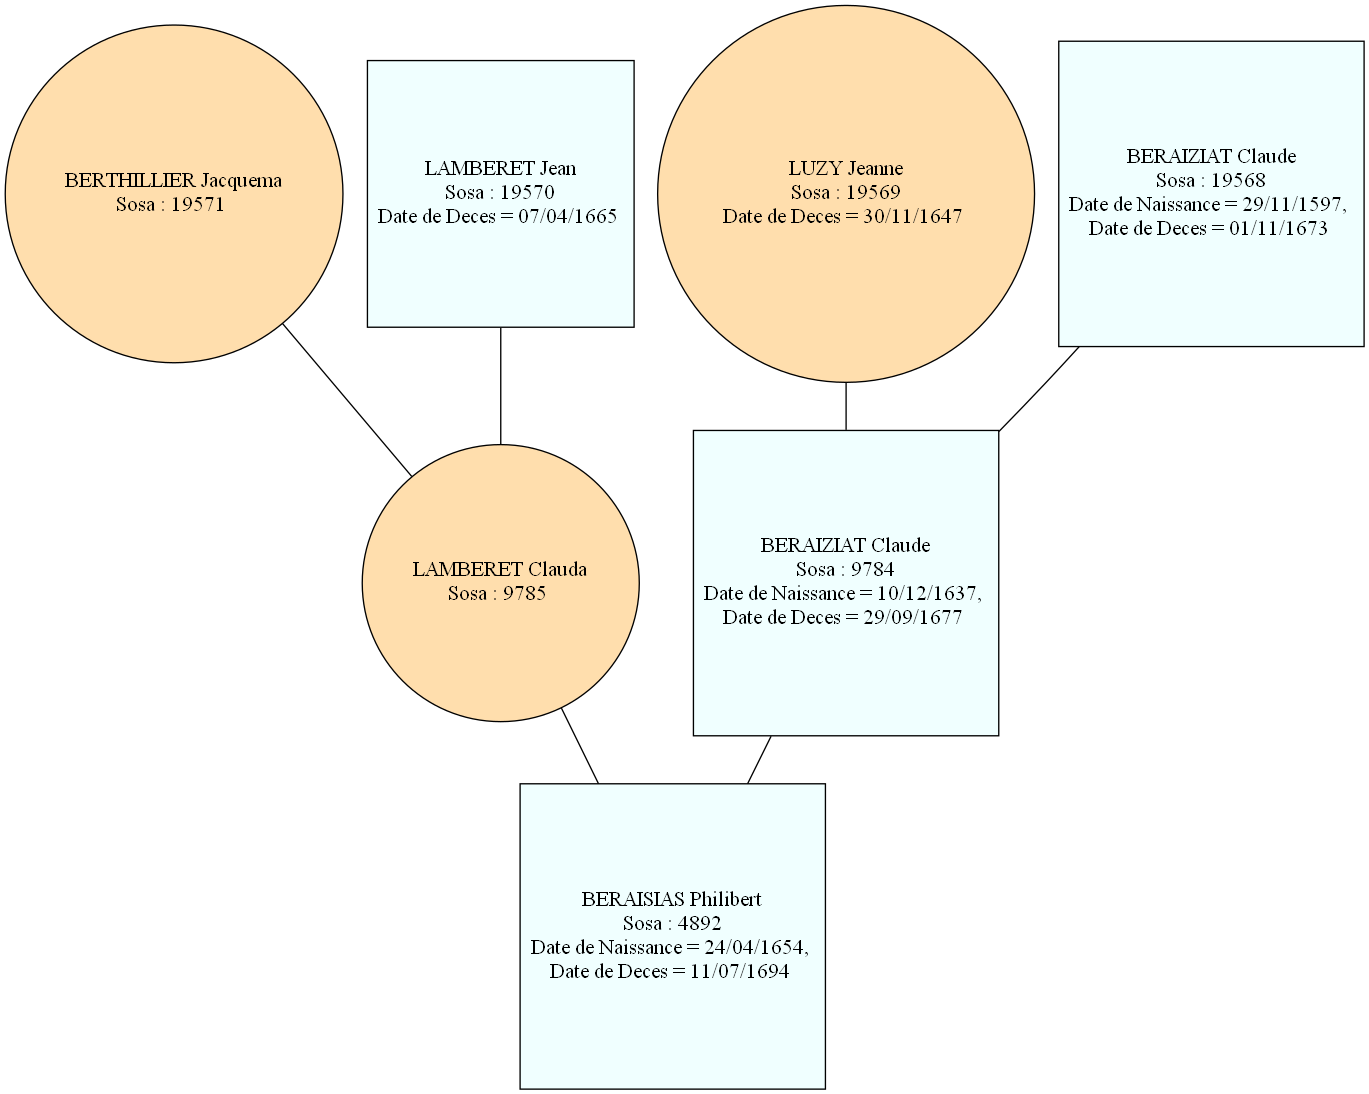 BERTHILLIER Jacquema
Sosa : 19571
LAMBERET Jean
Sosa : 19570
Date de Deces = 07/04/1665
LUZY Jeanne
Sosa : 19569
Date de Deces = 30/11/1647
BERAIZIAT Claude
Sosa : 19568
Date de Naissance = 29/11/1597,
Date de Deces = 01/11/1673
LAMBERET Clauda
Sosa : 9785
BERAIZIAT Claude
Sosa : 9784
Date de Naissance = 10/12/1637,
Date de Deces = 29/09/1677
BERAISIAS Philibert
Sosa : 4892
Date de Naissance = 24/04/1654,
Date de Deces = 11/07/1694